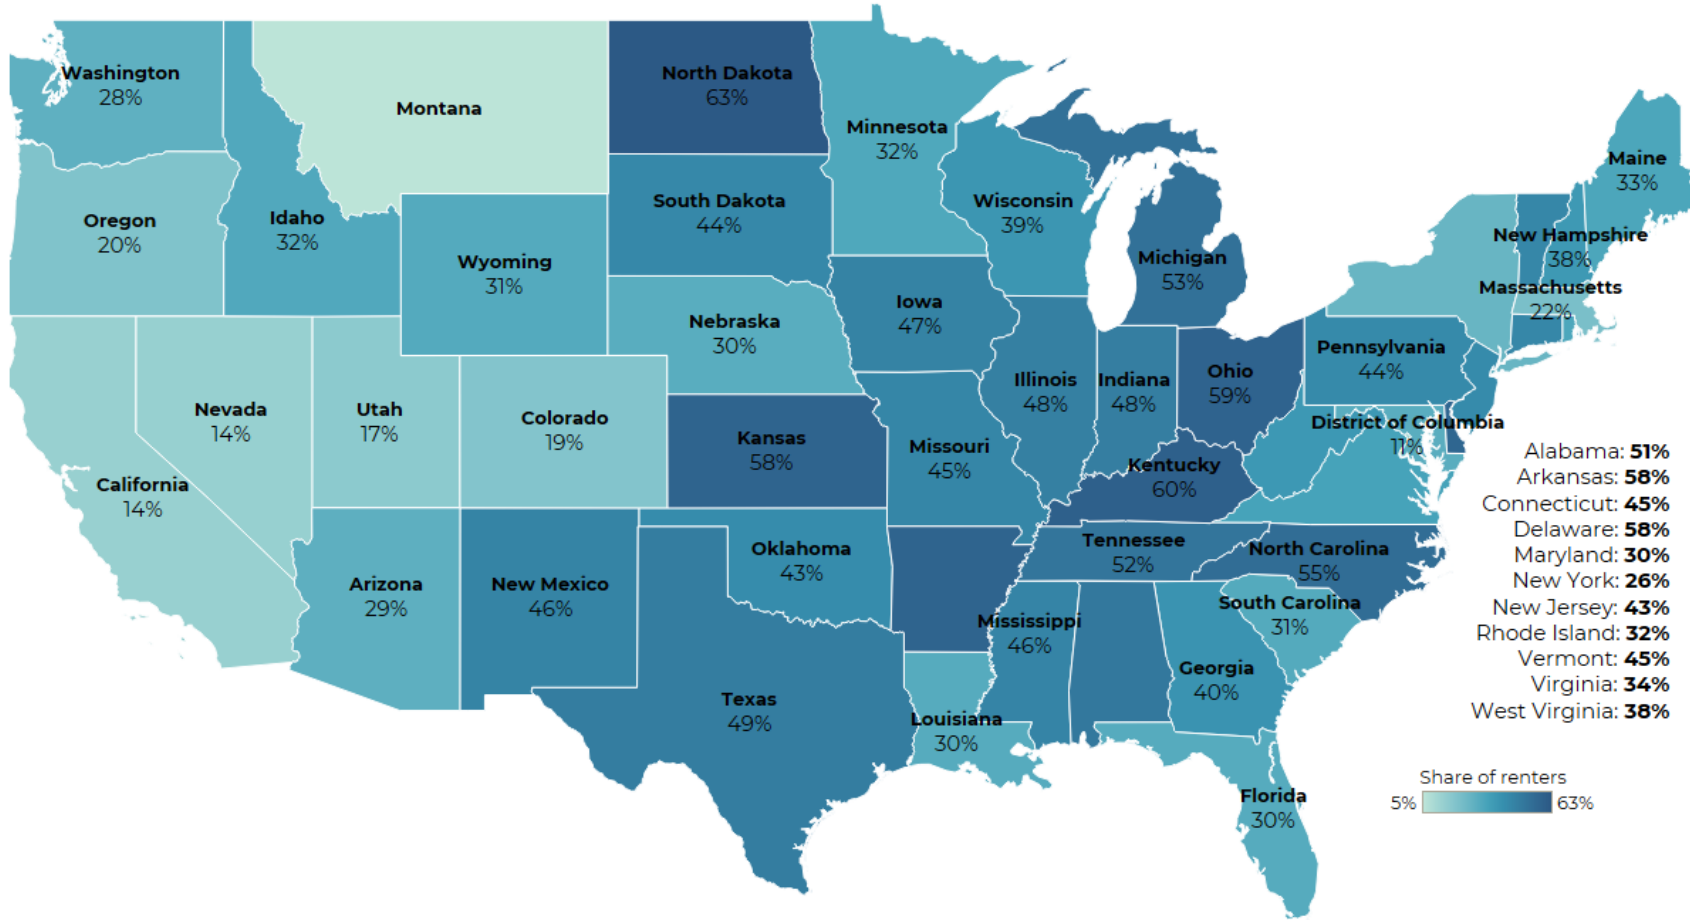 Washington
28%
Montana
North Dakota
63%
Minnesota
32%
Maine
33%
Oregon
20%
Idaho
32%
South Dakota
44%
Wisconsin
39%
New Hampshire
38%
Wyoming
31%
Michigan
53%
Massachusetts
22%
Nebraska
30%
Iowa
47%
Pennsylvania
44%
Nevada
14%
Utah
17%
Colorado
19%
Illinois
48%
Indiana
48%
Ohio
59%
Kansas
58%
Missouri
45%
Kentucky
60%
District of Columbia
11%
California
14%
Arizona
29%
New Mexico
46%
Oklahoma
43%
Tennessee
52%
North Carolina
55%
South Carolina
31%
Mississippi
46%
Georgia
40%
Texas
49%
Louisiana
30%
Florida
30%
Alabama: 51%
Arkansas: 58%
Connecticut: 45%
Delaware: 58%
Maryland: 30%
New York: 26%
New Jersey: 43%
Rhode Island: 32%
Vermont: 45%
Virginia: 34%
West Virginia: 38%
Share of renters
5% 63%